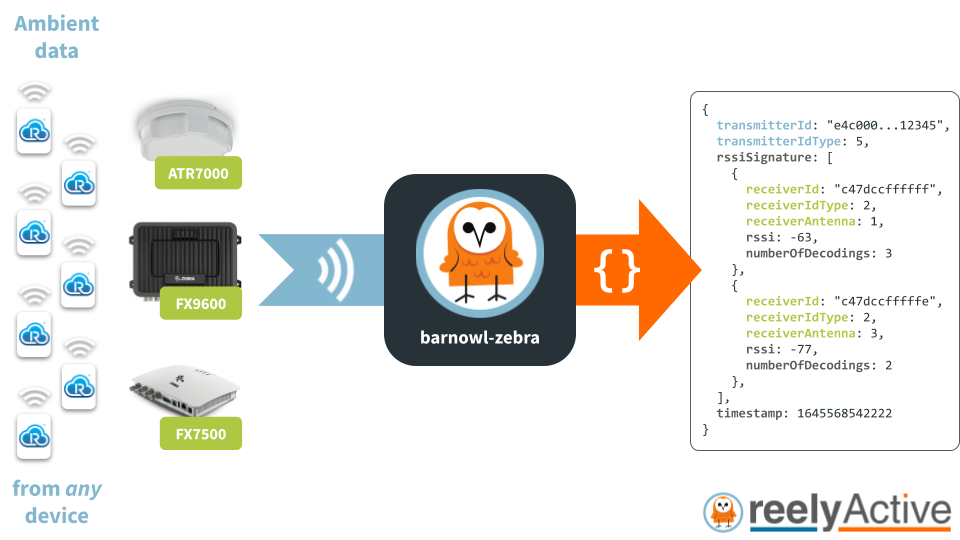 Ambient
data
ATR7000
ZEBRA
FX9600
FX7500
from any
device
{}
barnowl-zebra
{
transmitterId: "e4c000...12345",
transmitterIdType: 5,
rssiSignature: [
{
receiverId: "c47dccffffff",
receiverIdType: 2,
receiverAntenna: 1,
rssi: -63,
numberOfDecodings: 3
},
{
receiverId: "c47dccfffffe",
receiverIdType: 2,
receiverAntenna: 3,
rssi: -77,
numberOfDecodings: 2
},
],
timestamp: 1645568542222
}
reelyActive